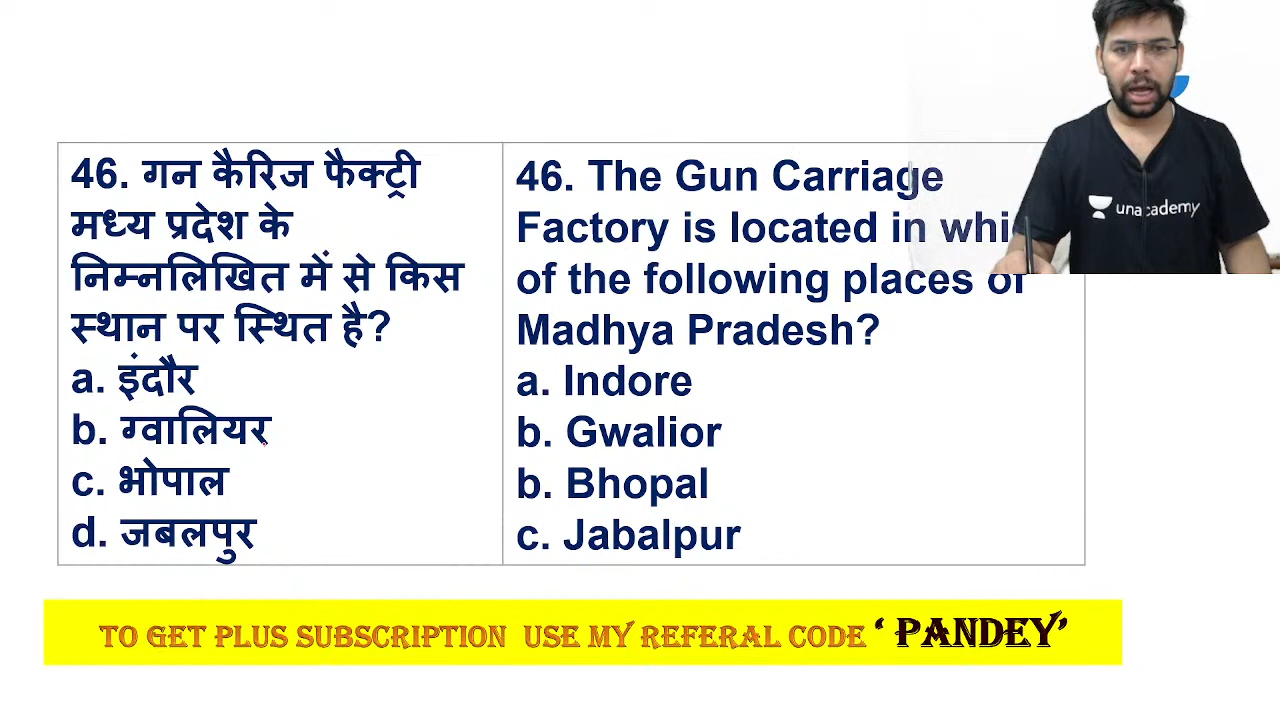 46. गन कैरिज फैक्ट्री
मध्य प्रदेश के
निम्नलिखित में से किस
स्थान पर स्थित है?
a. इंदौर
b. ग्वालियर
c. भोपाल
d. जबलपुर
46. The Gun Carriage
Factory is located in
of the following places of
Madhya Pradesh?
a. Indore
b. Gwalior
b. Bhopal
c. Jabalpur
unacademy
TO GET PLUS SUBSCRIPTION USE MY REFERAL CODE ‘ PANDEY’